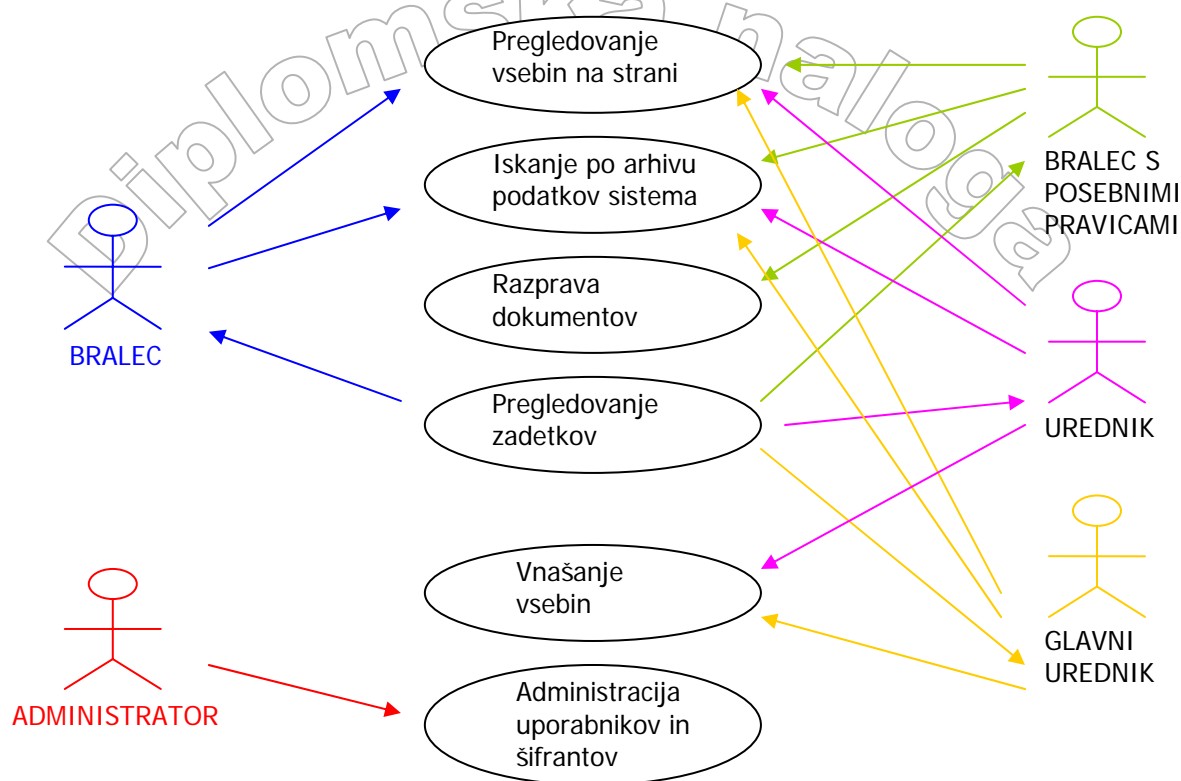 Diplomska naloga
Pregledovanje
vsebin na strani
Iskanje po arhivu
podatkov sistema
Razprava
dokumentov
Pregledovanje
zadetkov
Vnašanje
vsebin
Administracija
uporabnikov in
šifrantov
BRALEC
ADMINISTRATOR
BRALEC S
POSEBNIMI
PRAVICAMI
UREDNIK
GLAVNI
UREDNIK